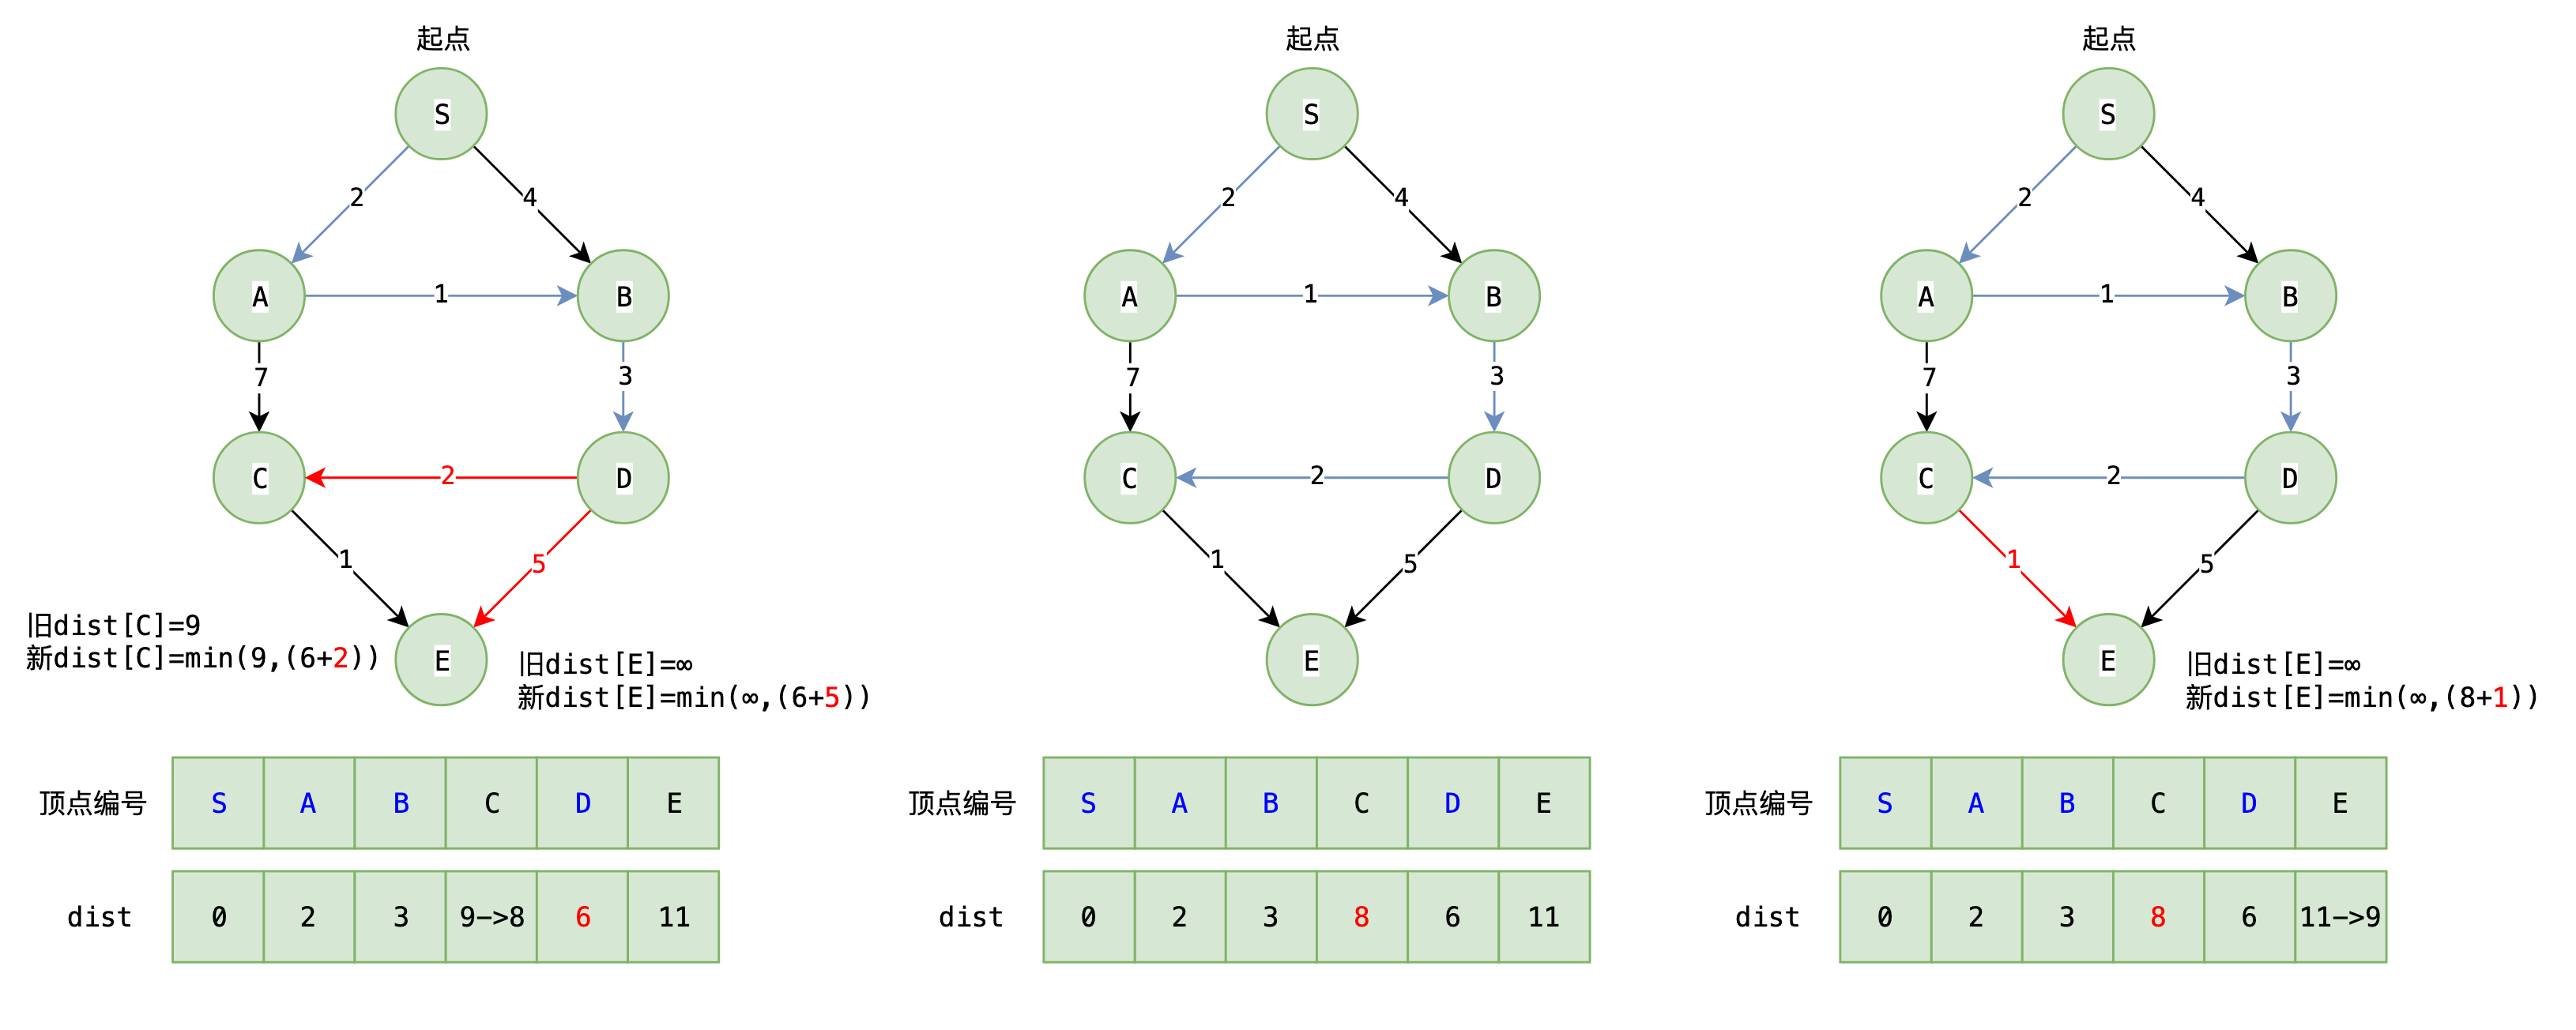 起点
S
2
4
A
1
B
7
3
C
2
D
1
5
旧dist[C]=9
新dist[C]=min(9,(6+2))
E
旧dist[E]=∞
新dist[E]=min(∞,(6+5))
顶点编号 S A B C D E
dist 0 2 3 9->8 6 11
起点
S
2
4
A
1
B
7
3
C
2
D
1
5
E
顶点编号 S A B C D E
dist 0 2 3 8 6 11
起点
S
2
4
A
1
B
7
3
C
2
D
1
5
E
旧dist[E]=∞
新dist[E]=min(∞,(8+1))
顶点编号 S A B C D E
dist 0 2 3 8 6 11->9